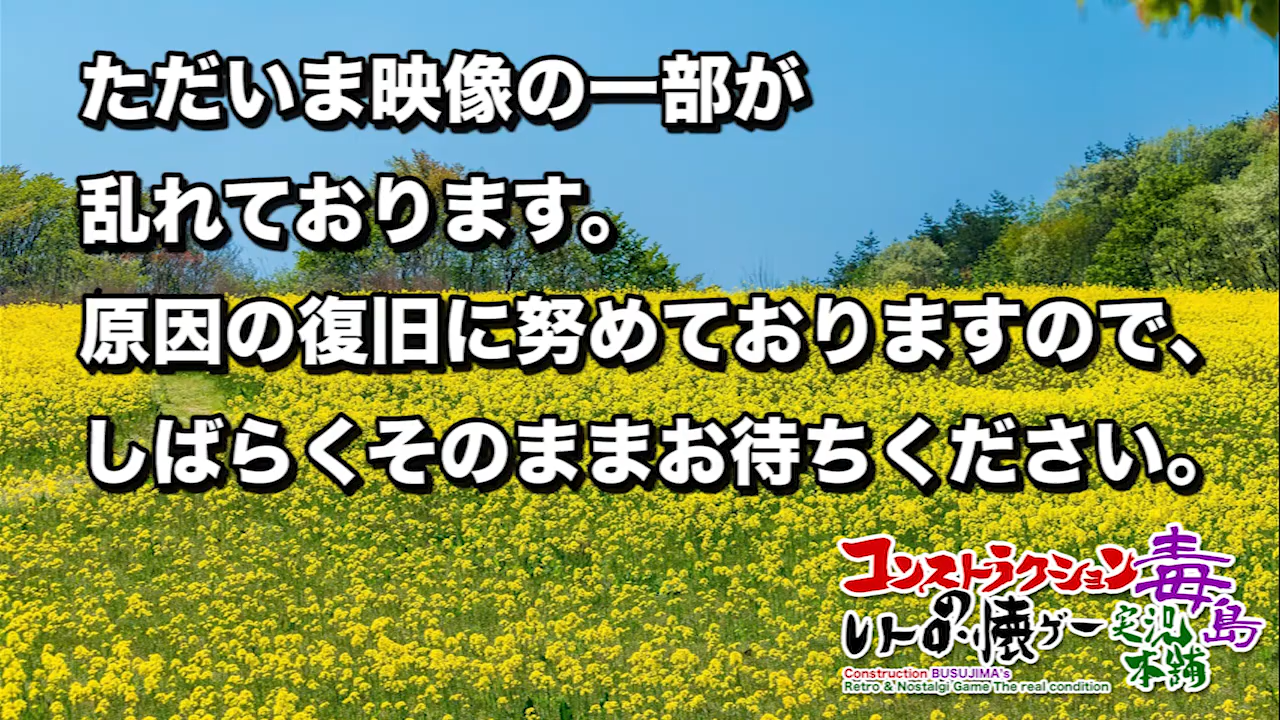 ただいま映像の一部が
乱れております。
原因の復旧に努めておりますので、
しばらくそのままお待ちください。
コンストラクション毒島
のレトロ・懐ゲー実況
本舗
Construction BUSUJIMA's
Retro & Nostalgi Game The real condition